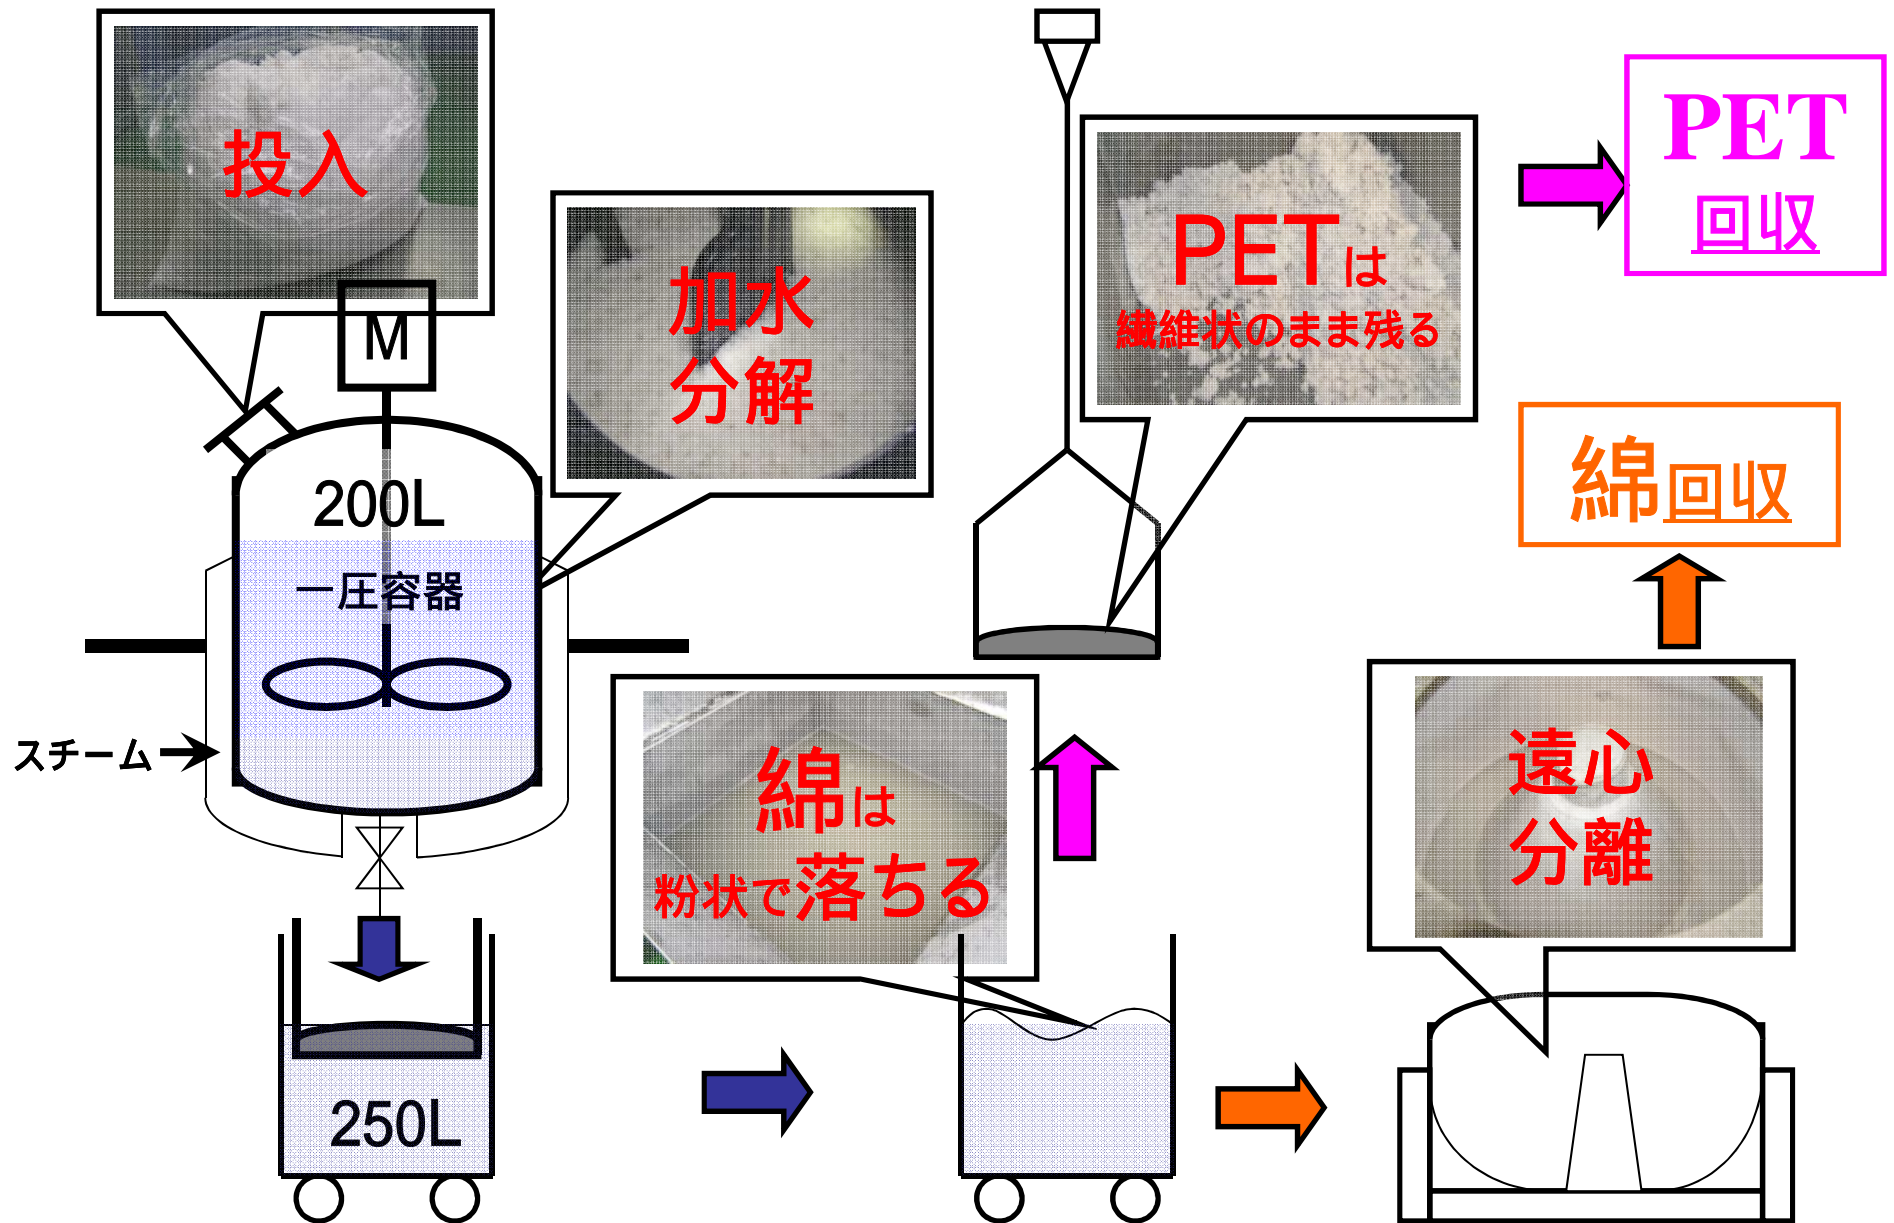 投入
M
200L
一圧容器
スチーム
250L
加水
分解
PETは
繊維状のまま残る
PET
回収
綿は
粉状で落ちる
遠心
分離
綿回収